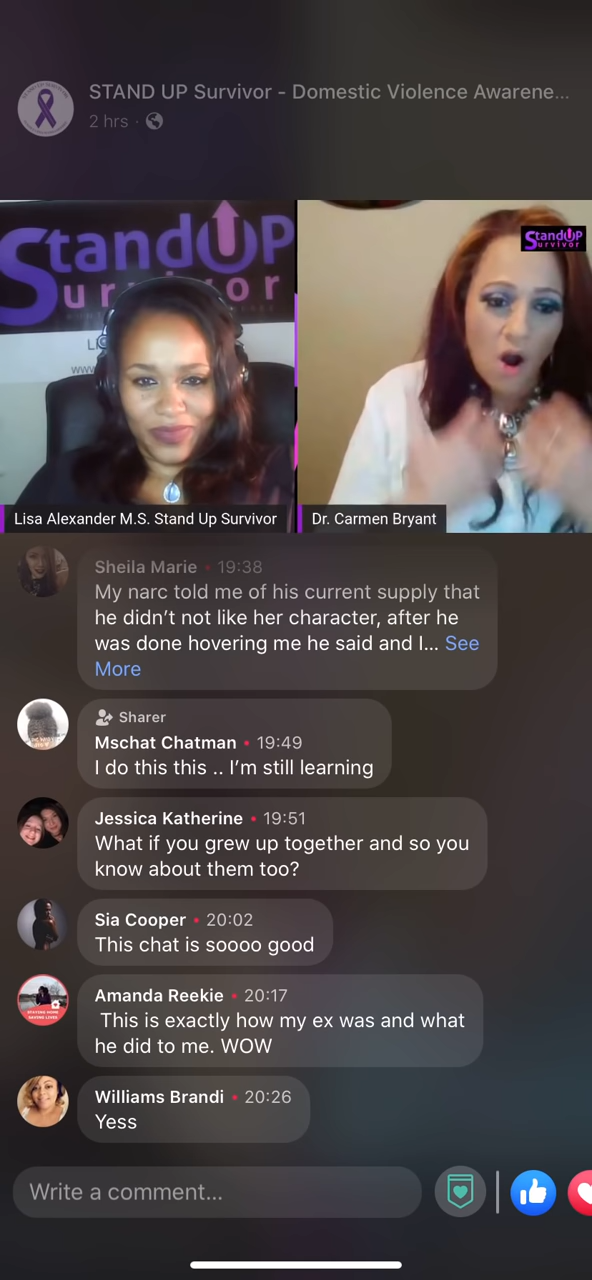 STAND UP Survivor - Domestic Violence Awarene...
2 hrs ·
StandUP
Survivor
StandUP
Survivor
Lisa Alexander M.S. Stand Up Survivor
Dr. Carmen Bryant
Sheila Marie • 19:38
My narc told me of his current supply that
he didn’t not like her character, after he
was done hovering me he said and I... See
More
Sharer
Mschat Chatman • 19:49
I do this this .. I’m still learning
Jessica Katherine • 19:51
What if you grew up together and so you
know about them too?
Sia Cooper • 20:02
This chat is soooo good
Amanda Reekie • 20:17
This is exactly how my ex was and what
he did to me. WOW
Williams Brandi • 20:26
Yess
Write a comment...